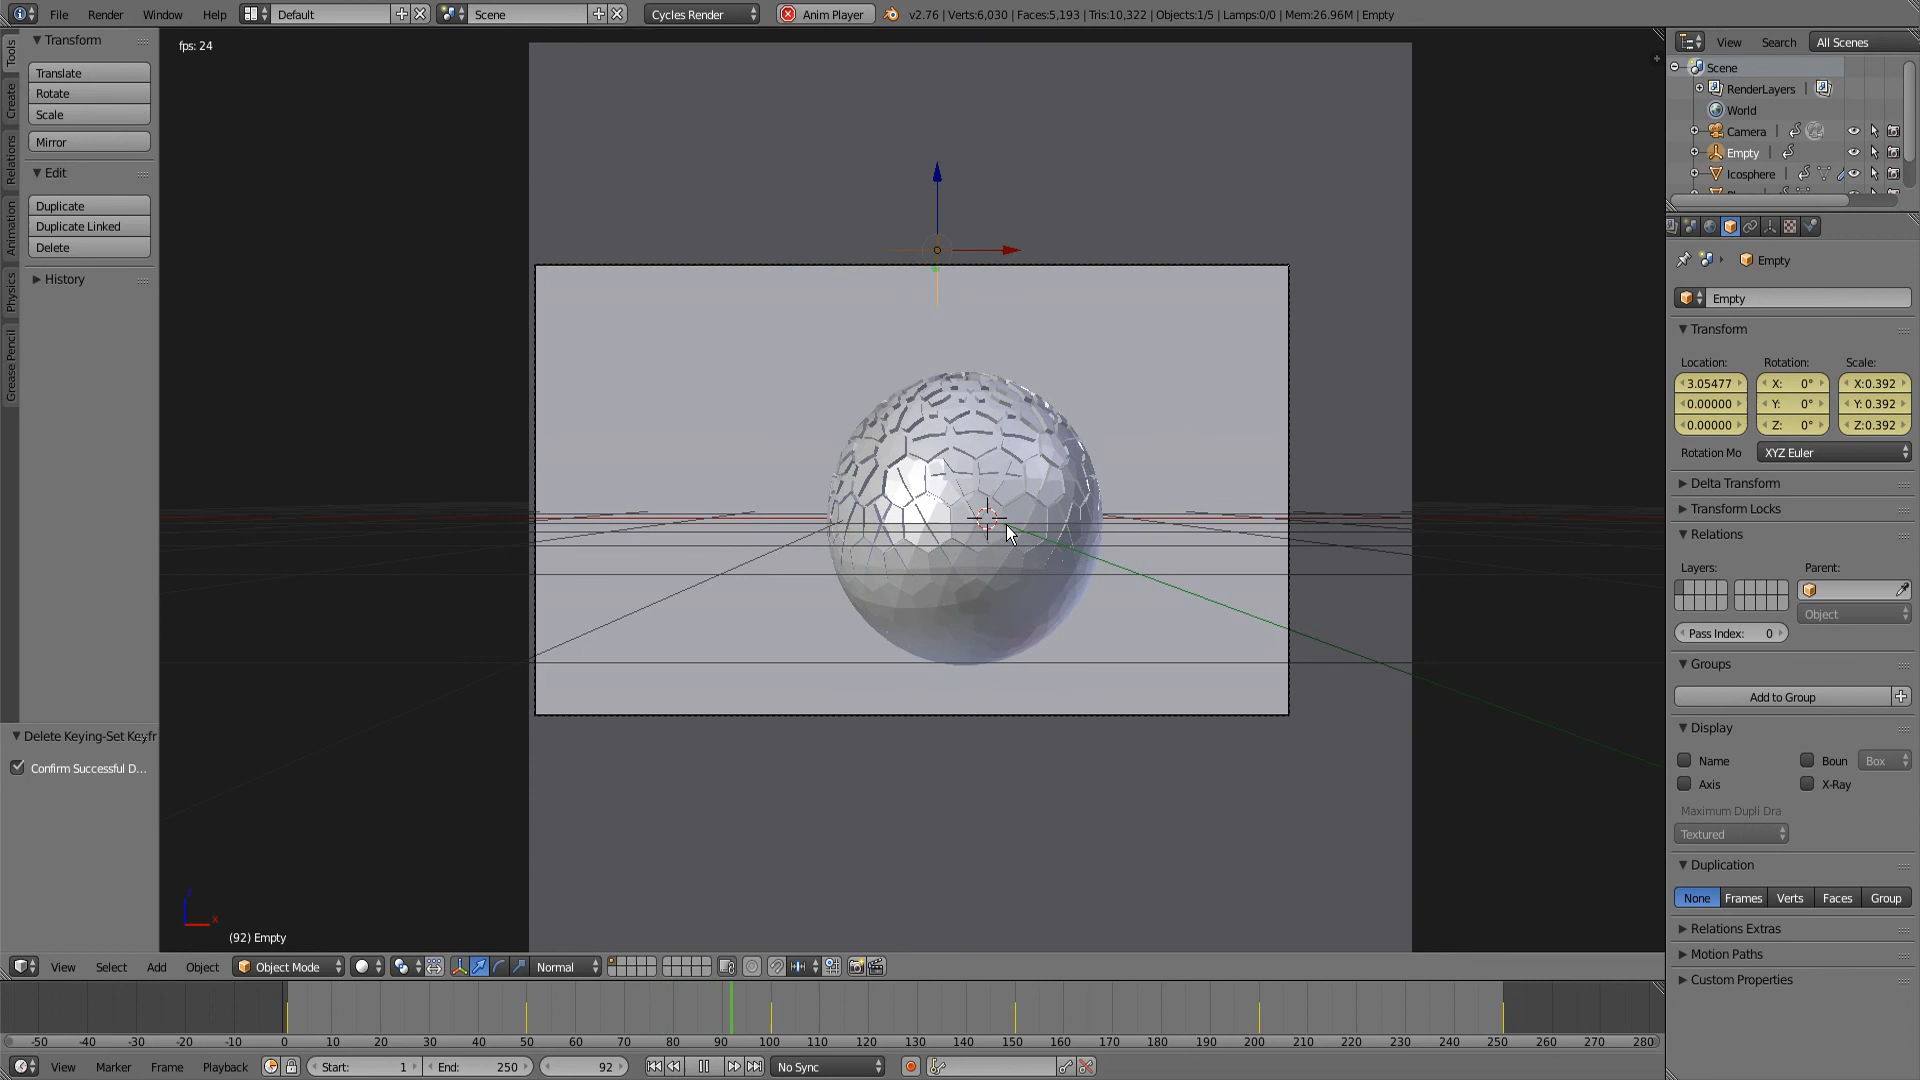 File Render Window Help Default Scene Cycles Render Anim Player v2.76 | Verts:6,030 | Faces:5,193 | Tris:10,322 | Objects:1/5 | Lamps:0/0 | Mem:26.96M | Empty
Transform
Translate
Rotate
Scale
Mirror
Edit
Duplicate
Duplicate Linked
Delete
History
Tools
Create
Relations
Animation
Physics
Grease Pencil
Delete Keying-Set Keyfr
Confirm Successful D...
fps: 24
z
x
(92) Empty
View Search All Scenes
Scene
RenderLayers |
World
Camera |
Empty |
Icosphere |
Empty
Empty
Transform
Location: Rotation: Scale:
3.05477 X: 0° X:0.392
0.00000 Y: 0° Y: 0.392
0.00000 Z: 0° Z:0.392
Rotation Mo XYZ Euler
Delta Transform
Transform Locks
Relations
Layers: Parent:
Object
Pass Index: 0
Groups
Add to Group
Display
Name Boun Box
Axis X-Ray
Maximum Dupli Dra
Textured
Duplication
None Frames Verts Faces Group
Relations Extras
Motion Paths
Custom Properties
View Select Add Object Object Mode Normal
-50 -40 -30 -20 -10 0 10 20 30 40 50 60 70 80 90 100 110 120 130 140 150 160 170 180 190 200 210 220 230 240 250 260 270 280
View Marker Frame Playback Start: 1 End: 250 92 No Sync